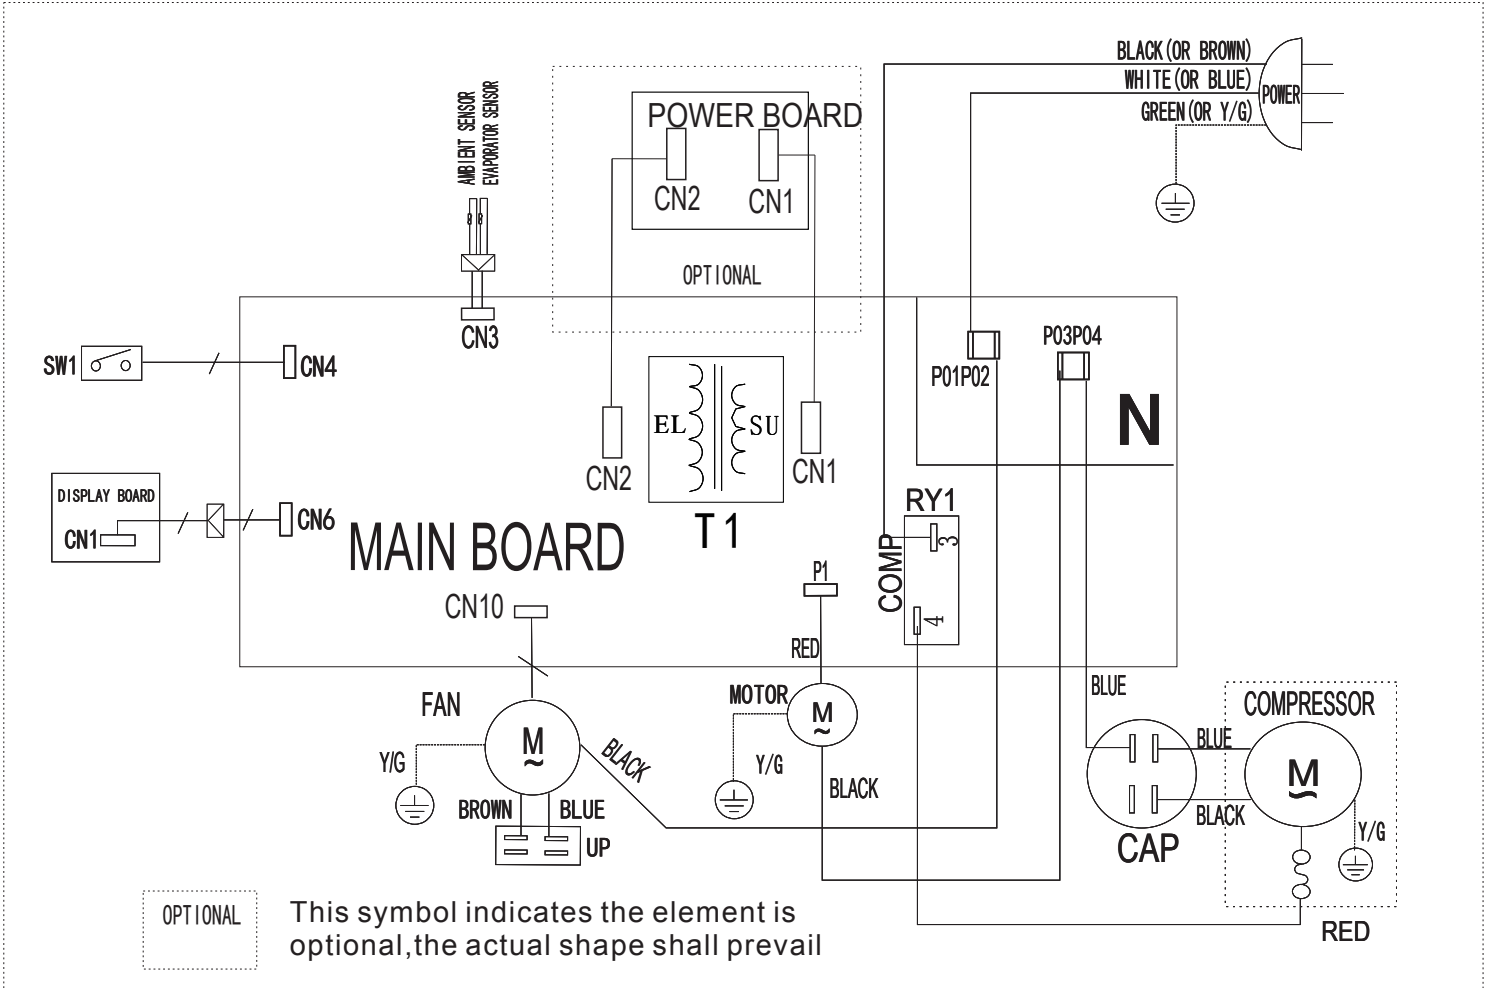 BLACK(OR BROWN)
WHITE(OR BLUE)
GREEN(OR Y/G)
POWER
AMBIENT SENSOR
EVAPORATOR SENSOR
POWER BOARD
CN2
CN1
OPTIONAL
CN3
SW1
CN4
P01P02
P03P04
N
EL
SU
T1
CN2
CN1
DISPLAY BOARD
CN1
CN6
MAIN BOARD
RY1
COMP
3
4
P1
CN10
RED
FAN
M
~
Y/G
BROWN
BLUE
UP
BLACK
MOTOR
M
~
Y/G
BLACK
BLUE
CAP
BLUE
BLACK
COMPRESSOR
M
~
Y/G
RED
OPTIONAL
This symbol indicates the element is
optional,the actual shape shall prevail